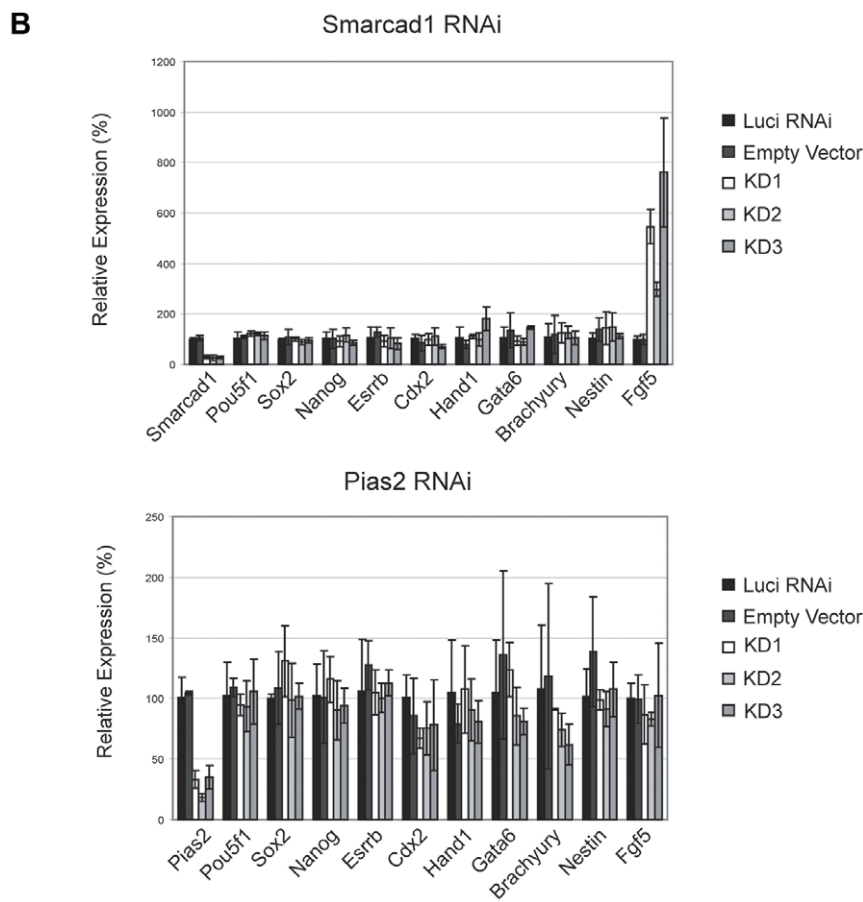 B
Smarcad1 RNAi
Relative Expression (%)
1200
1000
800
600
400
200
0
Smarcad1
Pou5f1
Sox2
Nanog
Esrrb
Cdx2
Hand1
Gata6
Brachyury
Nestin
Fgf5
Luci RNAi
Empty Vector
KD1
KD2
KD3
Pias2 RNAi
Relative Expression (%)
250
200
150
100
50
0
Pias2
Pou5f1
Sox2
Nanog
Esrrb
Cdx2
Hand1
Gata6
Brachyury
Nestin
Fgf5
Luci RNAi
Empty Vector
KD1
KD2
KD3